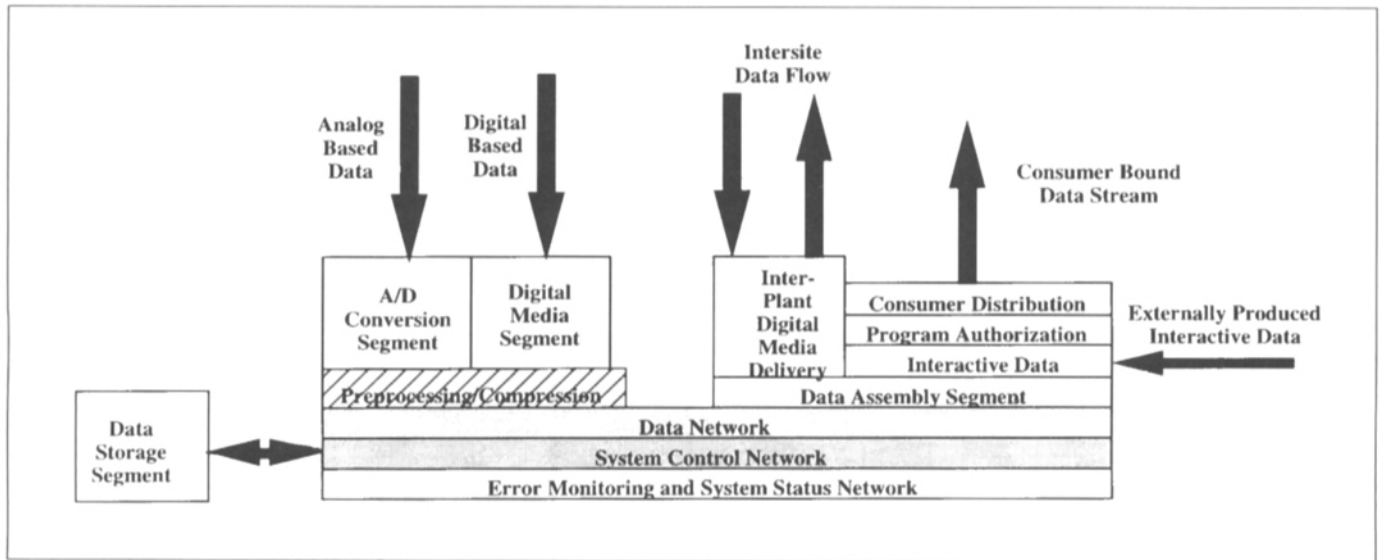 Intersite
Data Flow
Analog
Based
Data
Digital
Based
Data
Consumer Bound
Data Stream
A/D
Conversion
Segment
Digital
Media
Segment
Inter-
Plant
Digital
Media
Delivery
Consumer Distribution
Program Authorization
Interactive Data
Externally Produced
Interactive Data
Preprocessing/Compression
Data Assembly Segment
Data Network
System Control Network
Error Monitoring and System Status Network
Data
Storage
Segment